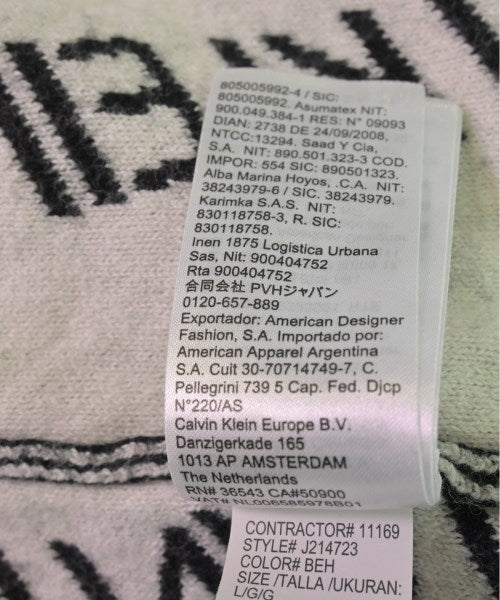 805005992-4 / SIC:
805005992. Asumatex NIT:
900.049.384-1 RES: N° 09093
DIAN: 2738 DE 24/09/2008,
NTCC:13294. Saad Y Cia,
S.A. NIT: 890.501.323-3 COD.
IMPOR: 554 SIC: 890501323.
Alba Marina Hoyos, .C.A. NIT:
38243979-6 / SIC. 38243979.
Karimka S.A.S. NIT:
830118758-3, R. SIC:
830118758.
Inen 1875 Logistica Urbana
Sas, Nit: 900404752
Rta 900404752
合同会社 PVHジャパン
0120-657-889
Exportador: American Designer
Fashion, S.A. Importado por:
American Apparel Argentina
S.A. Cuit 30-70714749-7, C.
Pellegrini 739 5 Cap. Fed. Djcp
N°220/AS
Calvin Klein Europe B.V.
Danzigerkade 165
1013 AP AMSTERDAM
The Netherlands
RN# 36543 CA#50900
VAT# NL006585978B01
CONTRACTOR# 11169
STYLE# J214723
COLOR# BEH
SIZE /TALLA /UKURAN:
L/G/G